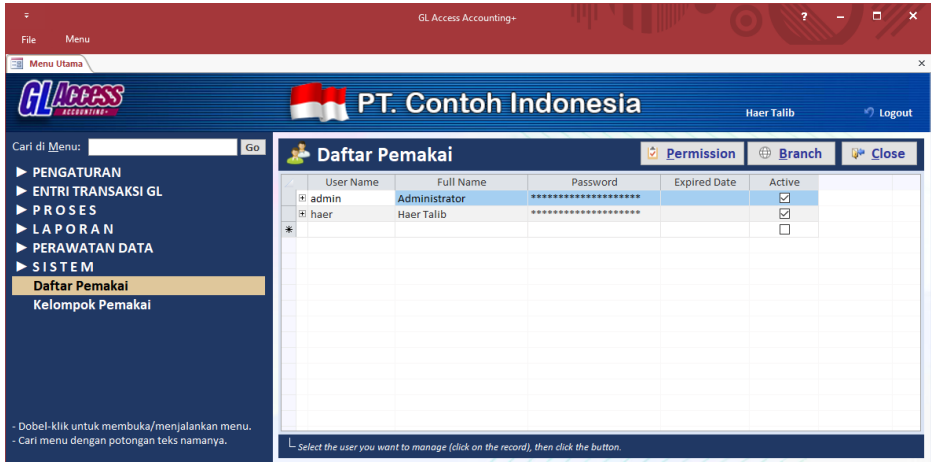 GL Access Accounting+
?
File Menu
Menu Utama
GL Access
ACCOUNTING+
PT. Contoh Indonesia
Haer Talib
Logout
Cari di Menu:
Go
PENGATURAN
ENTRI TRANSAKSI GL
P R O S E S
L A P O R A N
PERAWATAN DATA
S I S T E M
Daftar Pemakai
Kelompok Pemakai
- Dobel-klik untuk membuka/menjalankan menu.
- Cari menu dengan potongan teks namanya.
Daftar Pemakai
Permission
Branch
Close
User Name Full Name Password Expired Date Active
admin Administrator ********************
haer Haer Talib ********************
Select the user you want to manage (click on the record), then click the button.